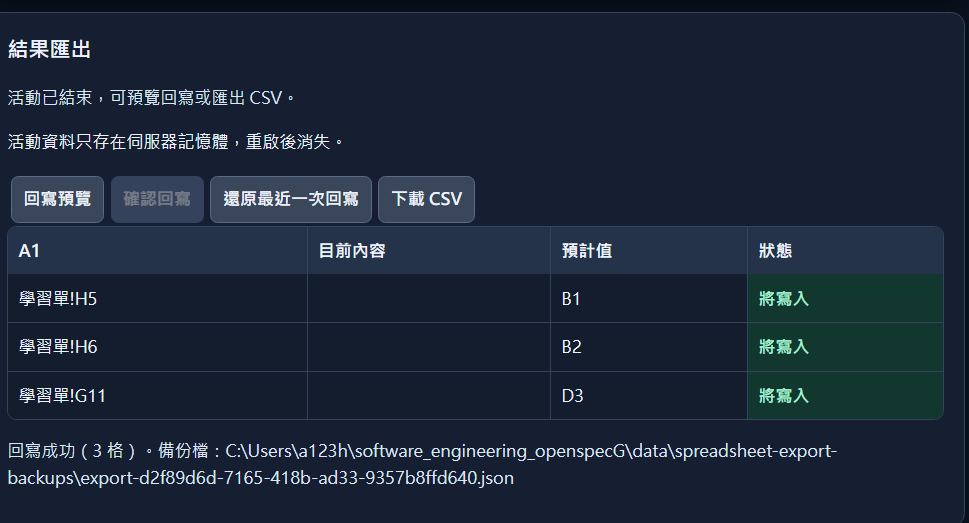 結果匯出
活動已結束，可預覽回寫或匯出 CSV。
活動資料只存在伺服器記憶體，重啟後消失。
回寫預覽 確認回寫 還原最近一次回寫 下載 CSV
A1 目前內容 預計值 狀態
學習單!H5 B1 將寫入
學習單!H6 B2 將寫入
學習單!G11 D3 將寫入
回寫成功（3 格）。備份檔：C:\Users\a123h\software_engineering_openspecG\data\spreadsheet-export-
backups\export-d2f89d6d-7165-418b-ad33-9357b8ffd640.json